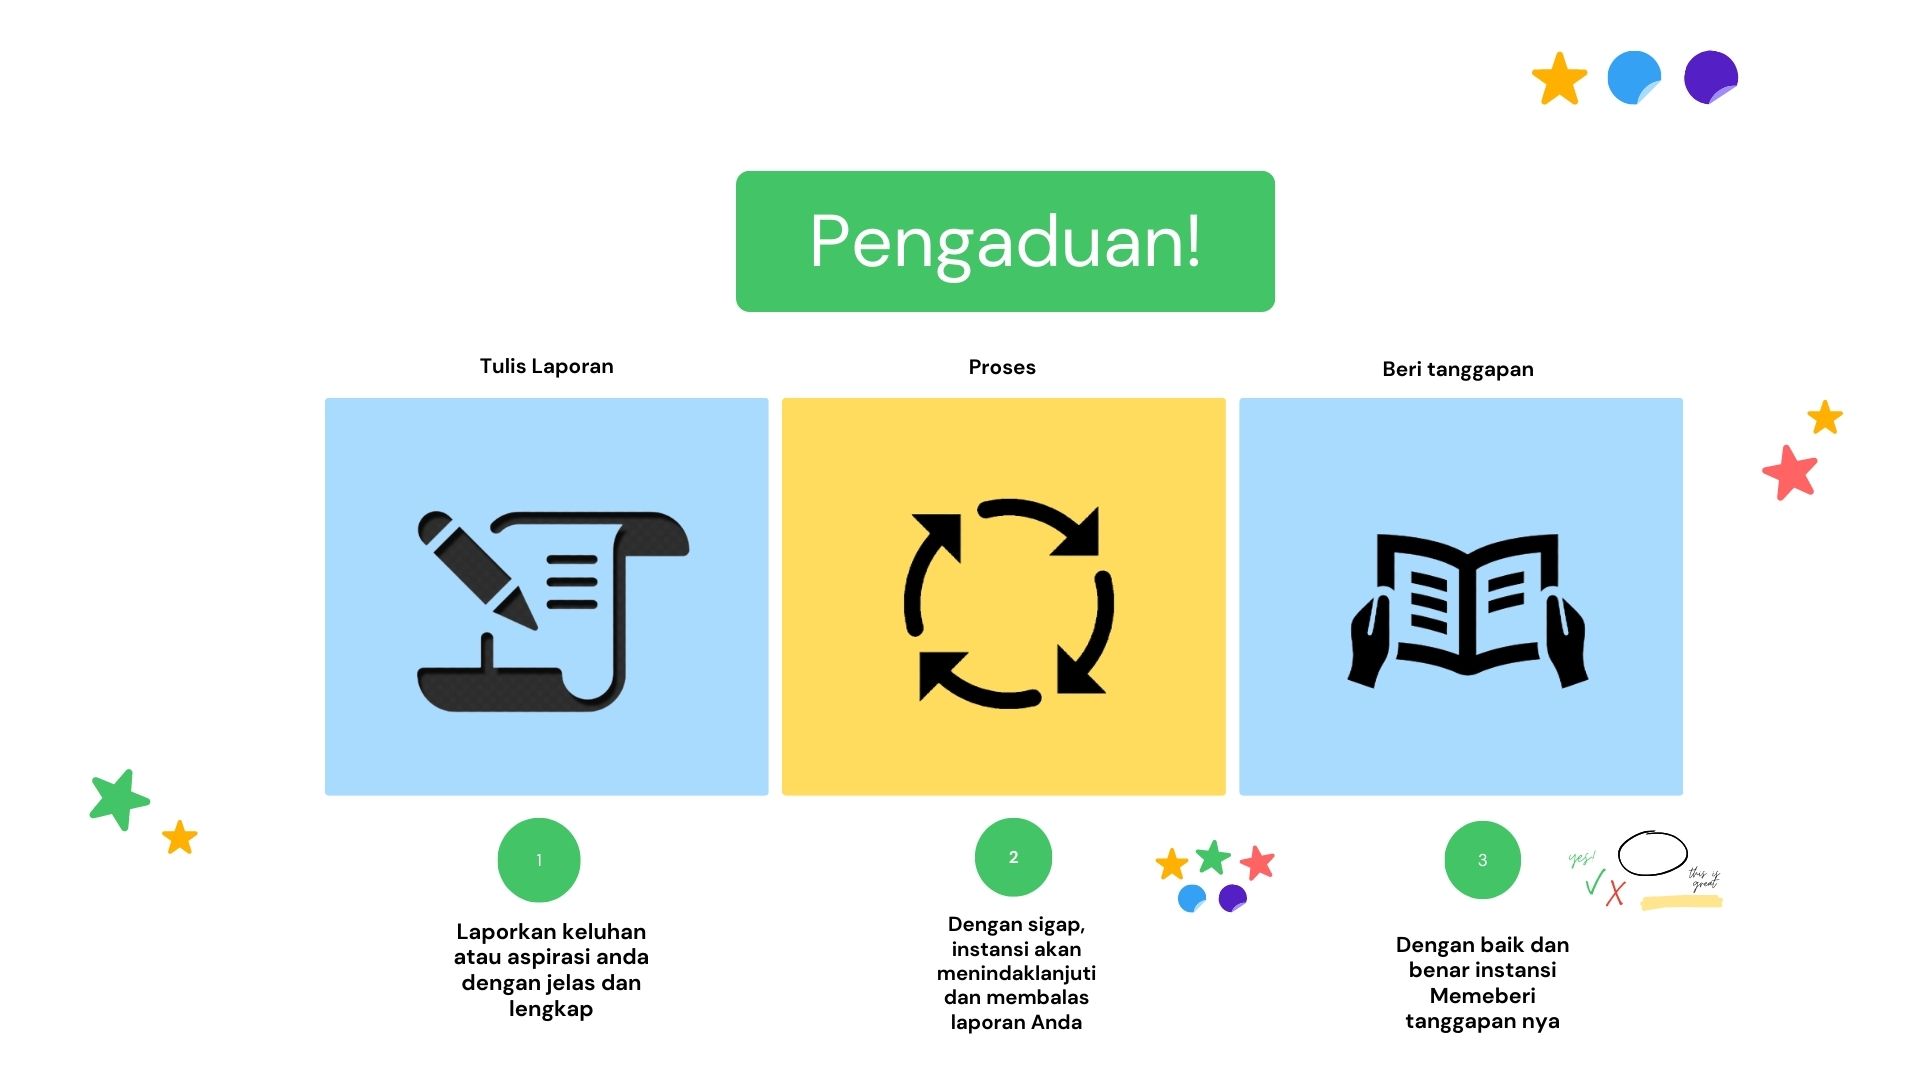 Pengaduan!
Tulis Laporan
Proses
Beri tanggapan
1
2
3
yes!
this is
great
Laporkan keluhan
atau aspirasi anda
dengan jelas dan
lengkap
Dengan sigap,
instansi akan
menindaklanjuti
dan membalas
laporan Anda
Dengan baik dan
benar instansi
Memeberi
tanggapan nya